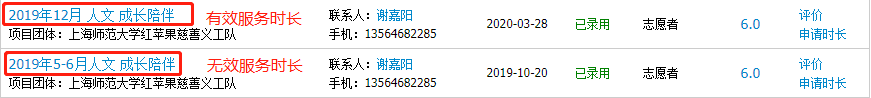 2019年12月 人文 成长陪伴 有效服务时长 联系人：谢嘉阳 2020-03-28 已录用 志愿者 6.0 评价
项目团体：上海师范大学红苹果慈善义工队 手机：13564682285 申请时长
2019年5-6月人文 成长陪伴 无效服务时长 联系人：谢嘉阳 2019-10-20 已录用 志愿者 6.0 评价
项目团体：上海师范大学红苹果慈善义工队 手机：13564682285 申请时长